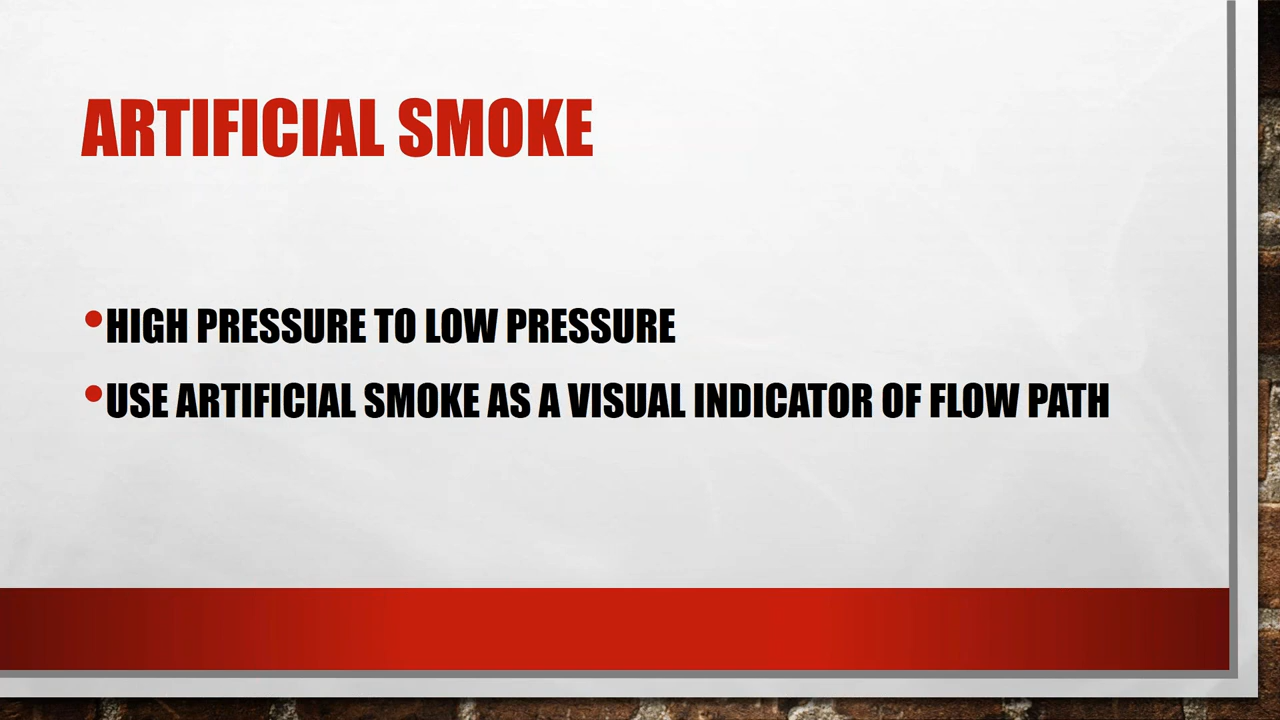 ARTIFICIAL SMOKE
•HIGH PRESSURE TO LOW PRESSURE
•USE ARTIFICIAL SMOKE AS A VISUAL INDICATOR OF FLOW PATH